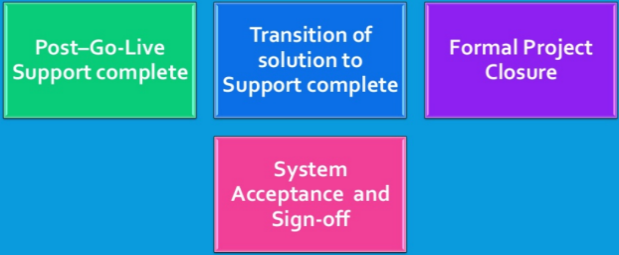 Post–Go-Live
Support complete
Transition of
solution to
Support complete
Formal Project
Closure
System
Acceptance and
Sign-off